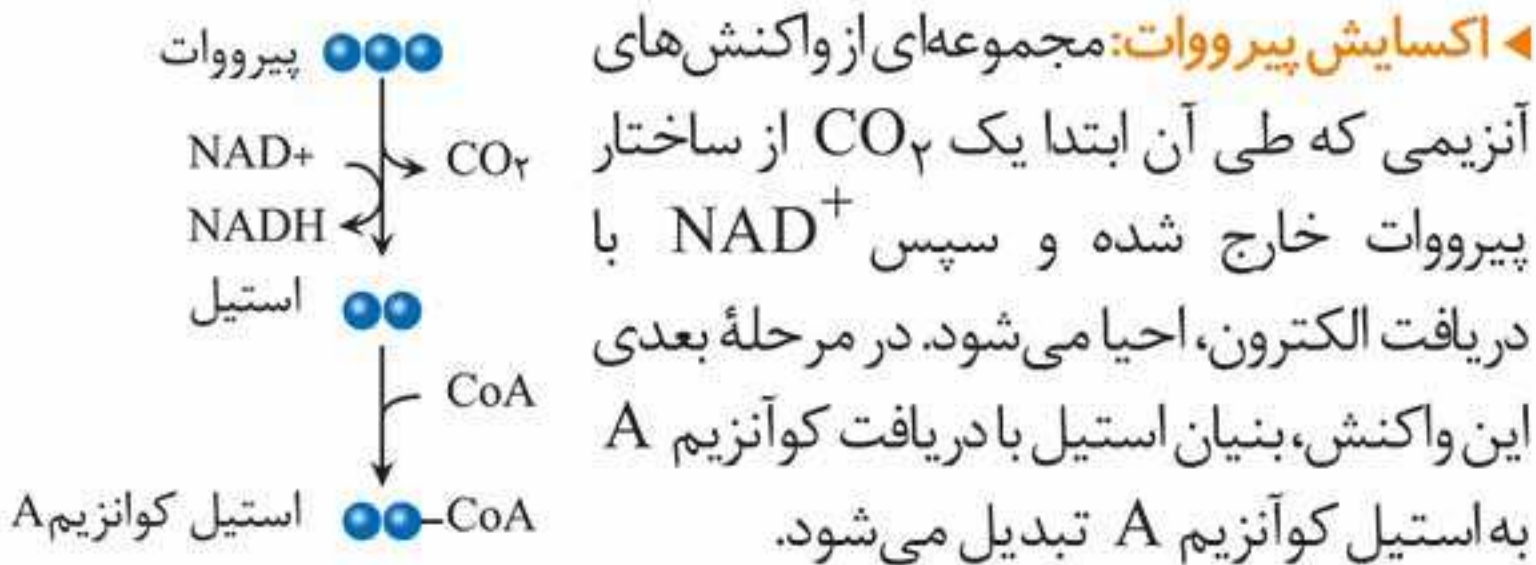 ◀ اکسایش پیرووات: مجموعه‌ای از واکنش‌های
آنزیمی که طی آن ابتدا یک CO۲ از ساختار
پیرووات خارج شده و سپس NAD+ با
دریافت الکترون، احیا می‌شود. در مرحلهٔ بعدی
این واکنش، بنیان استیل با دریافت کوآنزیم A
به استیل کوآنزیم A تبدیل می‌شود.
پیرووات
NAD+
CO۲
NADH
استیل
CoA
استیل کوانزیم A
CoA